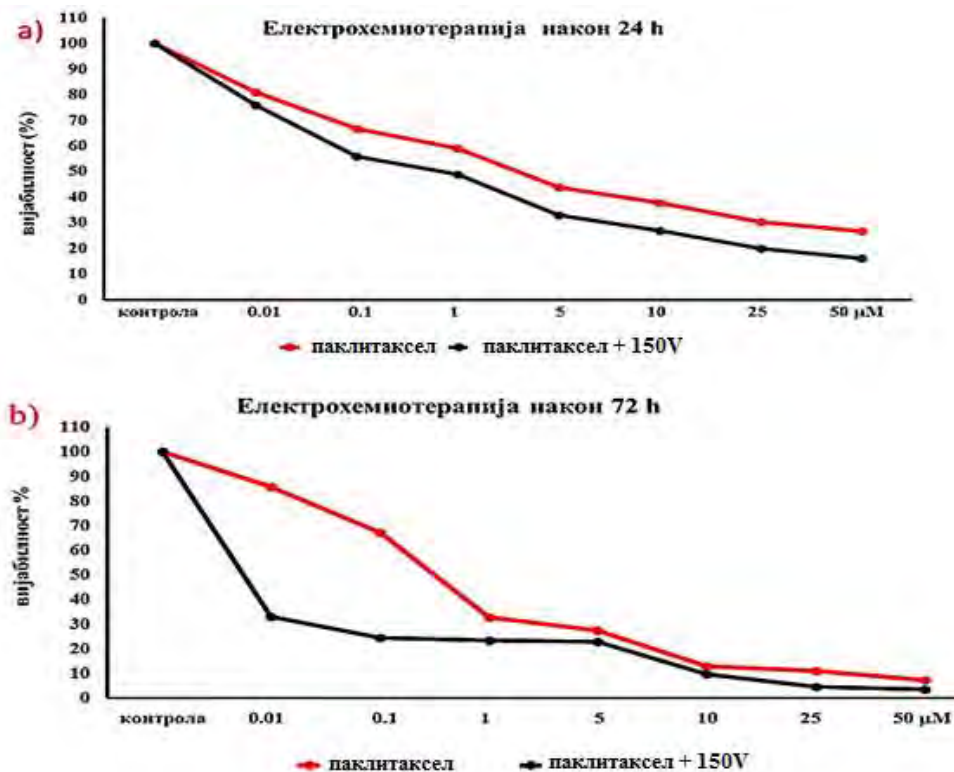 a)
Електрохемиотерапија након 24 h
вијабилност (%)
110
100
90
80
70
60
50
40
30
20
10
0
контрола 0.01 0.1 1 5 10 25 50 μM
паклитаксел паклитаксел + 150V
b)
Електрохемиотерапија након 72 h
вијабилност %
110
100
90
80
70
60
50
40
30
20
10
0
контрола 0.01 0.1 1 5 10 25 50 μM
паклитаксел паклитаксел + 150V